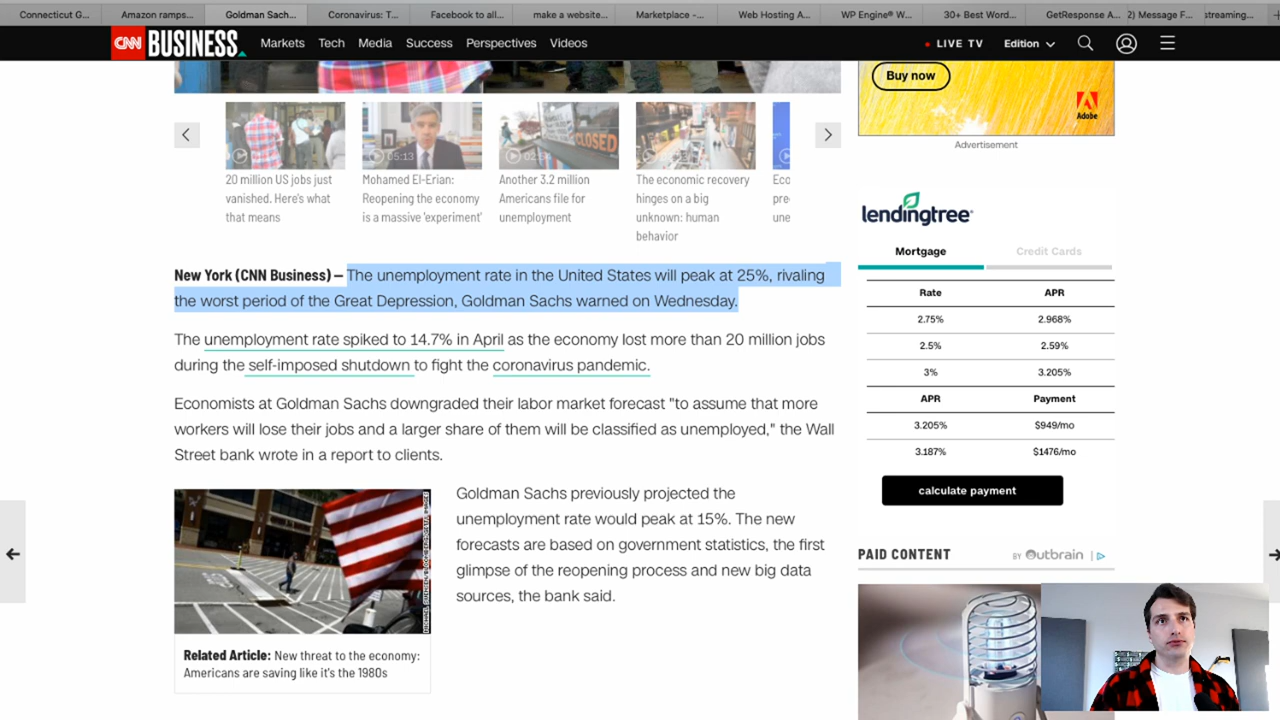 Connecticut G...
Amazon ramps...
Goldman Sach...
Coronavirus: T...
Facebook to all...
make a website...
Marketplace -...
Web Hosting A...
WP Engine® W...
30+ Best Word...
GetResponse A...
2) Message F...
streaming...
CNN BUSINESS
Markets
Tech
Media
Success
Perspectives
Videos
LIVE TV
Edition
Buy now
Adobe
Advertisement
05:13
CLOSED
20 million US jobs just
vanished. Here's what
that means
Mohamed El-Erian:
Reopening the economy
is a massive 'experiment'
Another 3.2 million
Americans file for
unemployment
The economic recovery
hinges on a big
unknown: human
behavior
Eco
pre
une
lendingtree
Mortgage
Credit Cards
Rate APR
2.75% 2.968%
2.5% 2.59%
3% 3.205%
APR Payment
3.205% $949/mo
3.187% $1476/mo
calculate payment
New York (CNN Business) – The unemployment rate in the United States will peak at 25%, rivaling
the worst period of the Great Depression, Goldman Sachs warned on Wednesday.
The unemployment rate spiked to 14.7% in April as the economy lost more than 20 million jobs
during the self-imposed shutdown to fight the coronavirus pandemic.
Economists at Goldman Sachs downgraded their labor market forecast "to assume that more
workers will lose their jobs and a larger share of them will be classified as unemployed," the Wall
Street bank wrote in a report to clients.
Goldman Sachs previously projected the
unemployment rate would peak at 15%. The new
forecasts are based on government statistics, the first
glimpse of the reopening process and new big data
sources, the bank said.
Related Article: New threat to the economy:
Americans are saving like it's the 1980s
PAID CONTENT
BY Outbrain